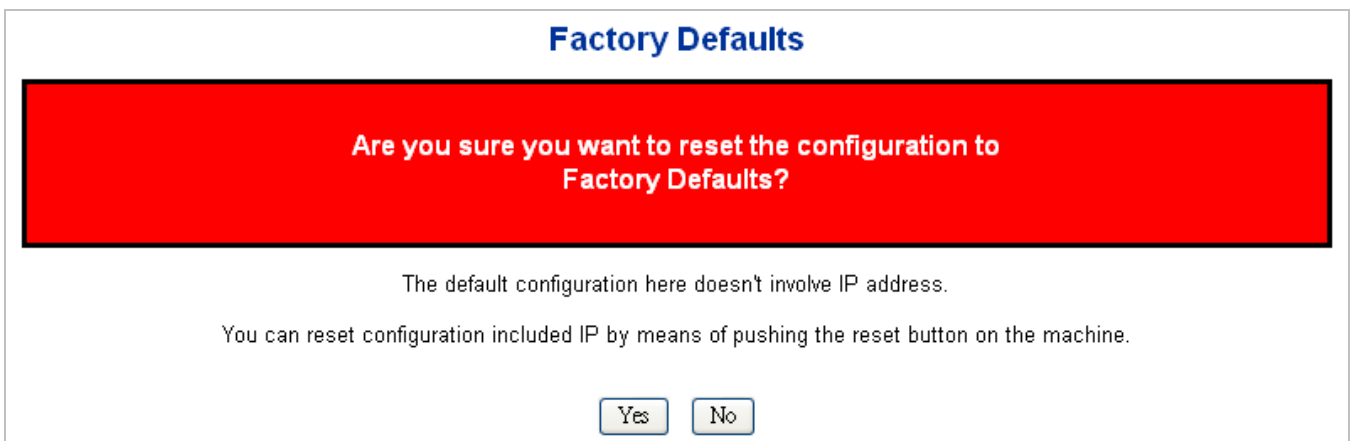 Factory Defaults
Are you sure you want to reset the configuration to
Factory Defaults?
The default configuration here doesn't involve IP address.
You can reset configuration included IP by means of pushing the reset button on the machine.
Yes No